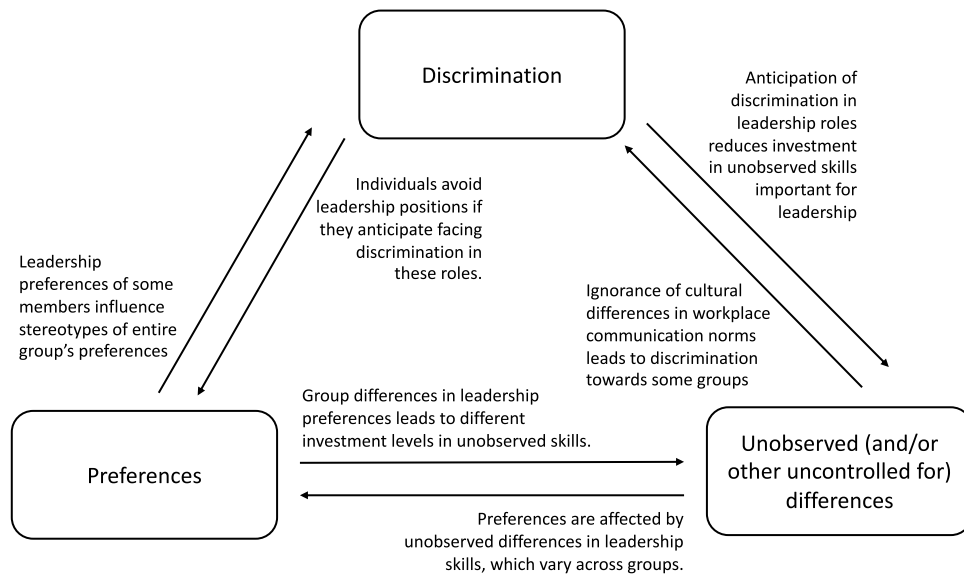 Discrimination
Anticipation of
discrimination in
leadership roles
reduces investment
in unobserved skills
important for
leadership
Individuals avoid
leadership positions if
they anticipate facing
discrimination in
these roles.
Leadership
preferences of some
members influence
stereotypes of entire
group’s preferences
Ignorance of cultural
differences in workplace
communication norms
leads to discrimination
towards some groups
Group differences in leadership
preferences leads to different
investment levels in unobserved skills.
Preferences
Unobserved (and/or
other uncontrolled for)
differences
Preferences are affected by
unobserved differences in leadership
skills, which vary across groups.